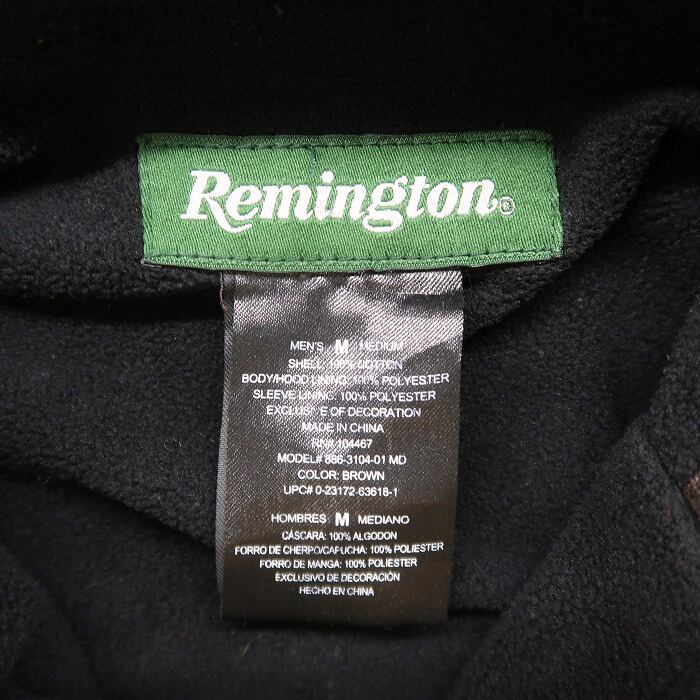 Remington®
MEN'S M MEDIUM
SHELL: 100% COTTON
BODY/HOOD LINING: 100% POLYESTER
SLEEVE LINING: 100% POLYESTER
EXCLUSIVE OF DECORATION
MADE IN CHINA
RN# 104467
MODEL# 886-3104-01 MD
COLOR: BROWN
UPC# 0-23172-63618-1
HOMBRES M MEDIANO
CÁSCARA: 100% ALGODON
FORRO DE CHERPO/CAPUCHA: 100% POLIESTER
FORRO DE MANGA: 100% POLIESTER
EXCLUSIVO DE DECORACIÓN
HECHO EN CHINA